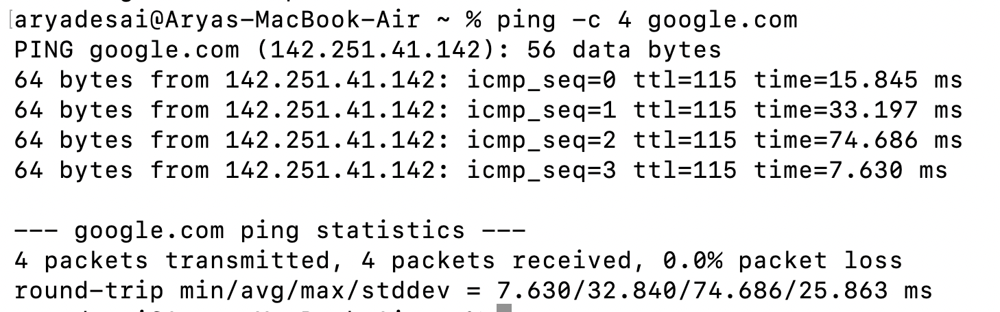 aryadesai@Aryas-MacBook-Air ~ % ping -c 4 google.com
PING google.com (142.251.41.142): 56 data bytes
64 bytes from 142.251.41.142: icmp_seq=0 ttl=115 time=15.845 ms
64 bytes from 142.251.41.142: icmp_seq=1 ttl=115 time=33.197 ms
64 bytes from 142.251.41.142: icmp_seq=2 ttl=115 time=74.686 ms
64 bytes from 142.251.41.142: icmp_seq=3 ttl=115 time=7.630 ms

--- google.com ping statistics ---
4 packets transmitted, 4 packets received, 0.0% packet loss
round-trip min/avg/max/stddev = 7.630/32.840/74.686/25.863 ms